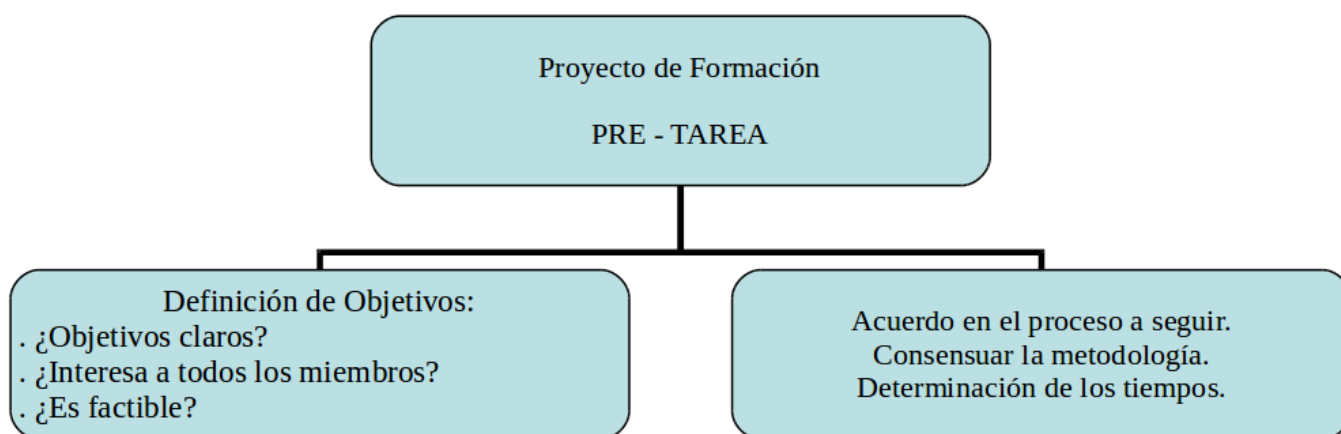 Proyecto de Formación
PRE - TAREA
Definición de Objetivos:
. ¿Objetivos claros?
. ¿Interesa a todos los miembros?
. ¿Es factible?
Acuerdo en el proceso a seguir.
Consensuar la metodología.
Determinación de los tiempos.